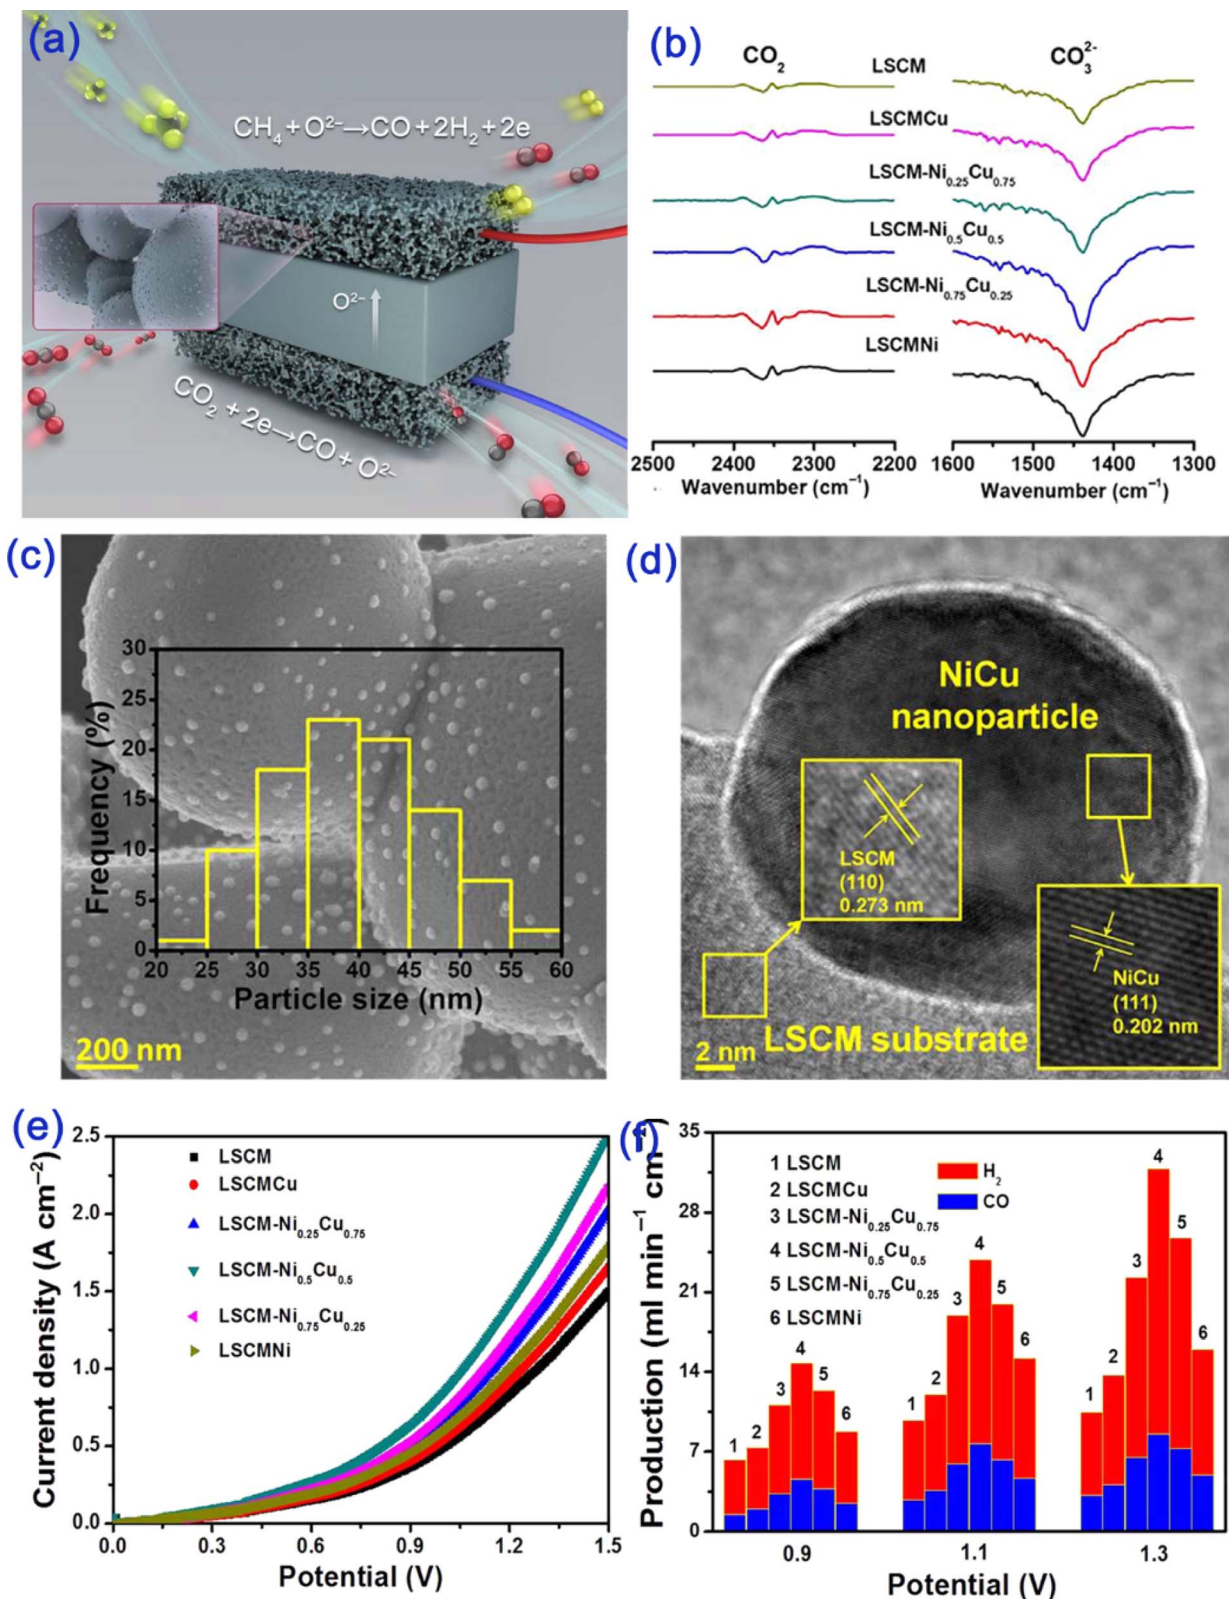 (a)
CH₄ + O²⁻→CO + 2H₂ + 2e
O²⁻
CO₂ + 2e→CO + O²⁻
(b)
CO₂
LSCM
CO₃²⁻
LSCMCu
LSCM-Ni₀.₂₅Cu₀.₇₅
LSCM-Ni₀.₅Cu₀.₅
LSCM-Ni₀.₇₅Cu₀.₂₅
LSCMNi
2500 2400 2300 2200 1600 1500 1400 1300
Wavenumber (cm⁻¹) Wavenumber (cm⁻¹)
(c)
30
25
20
15
10
5
0
Frequency (%)
20 25 30 35 40 45 50 55 60
Particle size (nm)
200 nm
(d)
NiCu
nanoparticle
LSCM
(110)
0.273 nm
NiCu
(111)
0.202 nm
LSCM substrate
2 nm
(e)
2.5
2.0
1.5
1.0
0.5
0.0
Current density (A cm⁻²)
LSCM
LSCMCu
LSCM-Ni₀.₂₅Cu₀.₇₅
LSCM-Ni₀.₅Cu₀.₅
LSCM-Ni₀.₇₅Cu₀.₂₅
LSCMNi
0.0 0.3 0.6 0.9 1.2 1.5
Potential (V)
(f)
35
28
21
14
7
0
Production (ml min⁻¹ cm⁻²)
1 LSCM
2 LSCMCu
3 LSCM-Ni₀.₂₅Cu₀.₇₅
4 LSCM-Ni₀.₅Cu₀.₅
5 LSCM-Ni₀.₇₅Cu₀.₂₅
6 LSCMNi
H₂
CO
1 2 3 4 5 6
1 2 3 4 5 6
1 2 3 4 5 6
0.9 1.1 1.3
Potential (V)